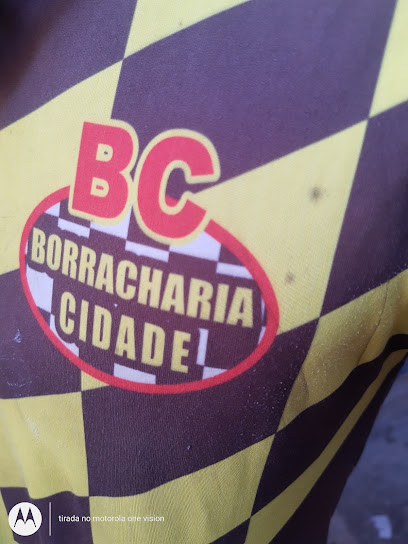 BC
BORRACHARIA
CIDADE
tirada no motorola one vision